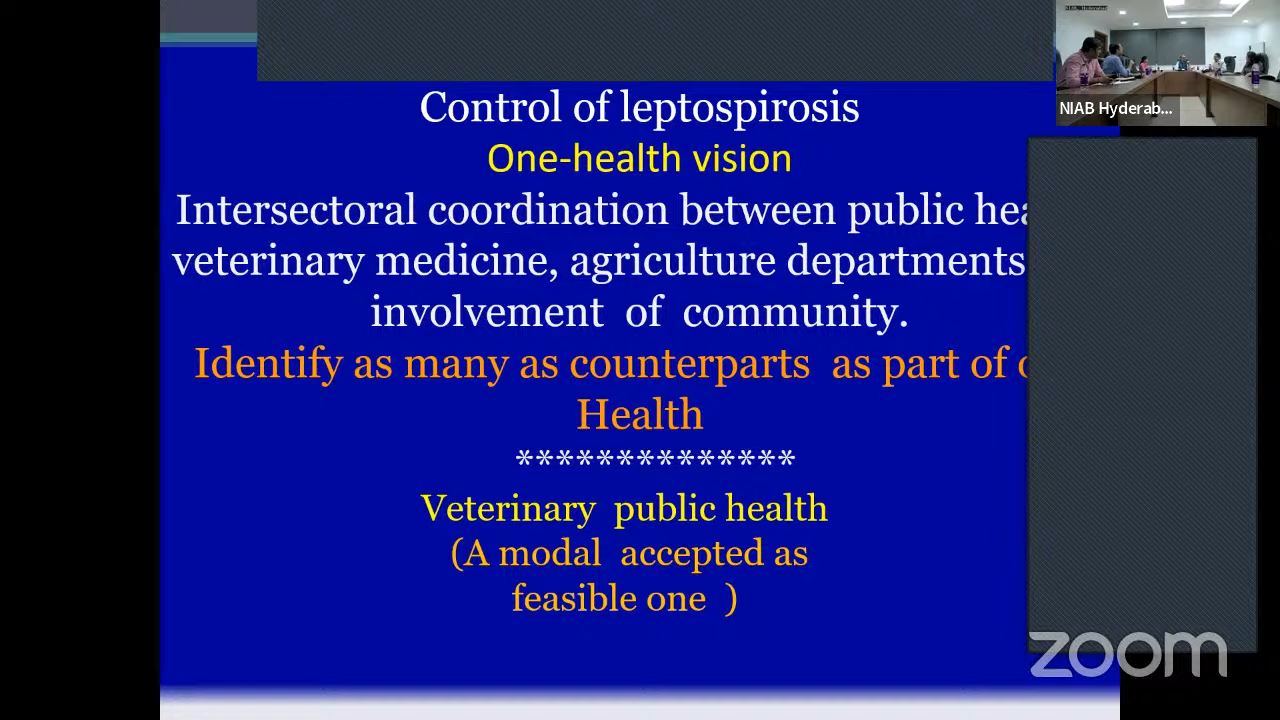 Control of leptospirosis
One-health vision
Intersectoral coordination between public
veterinary medicine, agriculture departments
involvement of community.
Identify as many as counterparts as part of
Health
**************
Veterinary public health
(A modal accepted as
feasible one )
NIAB Hyderab...
zoom